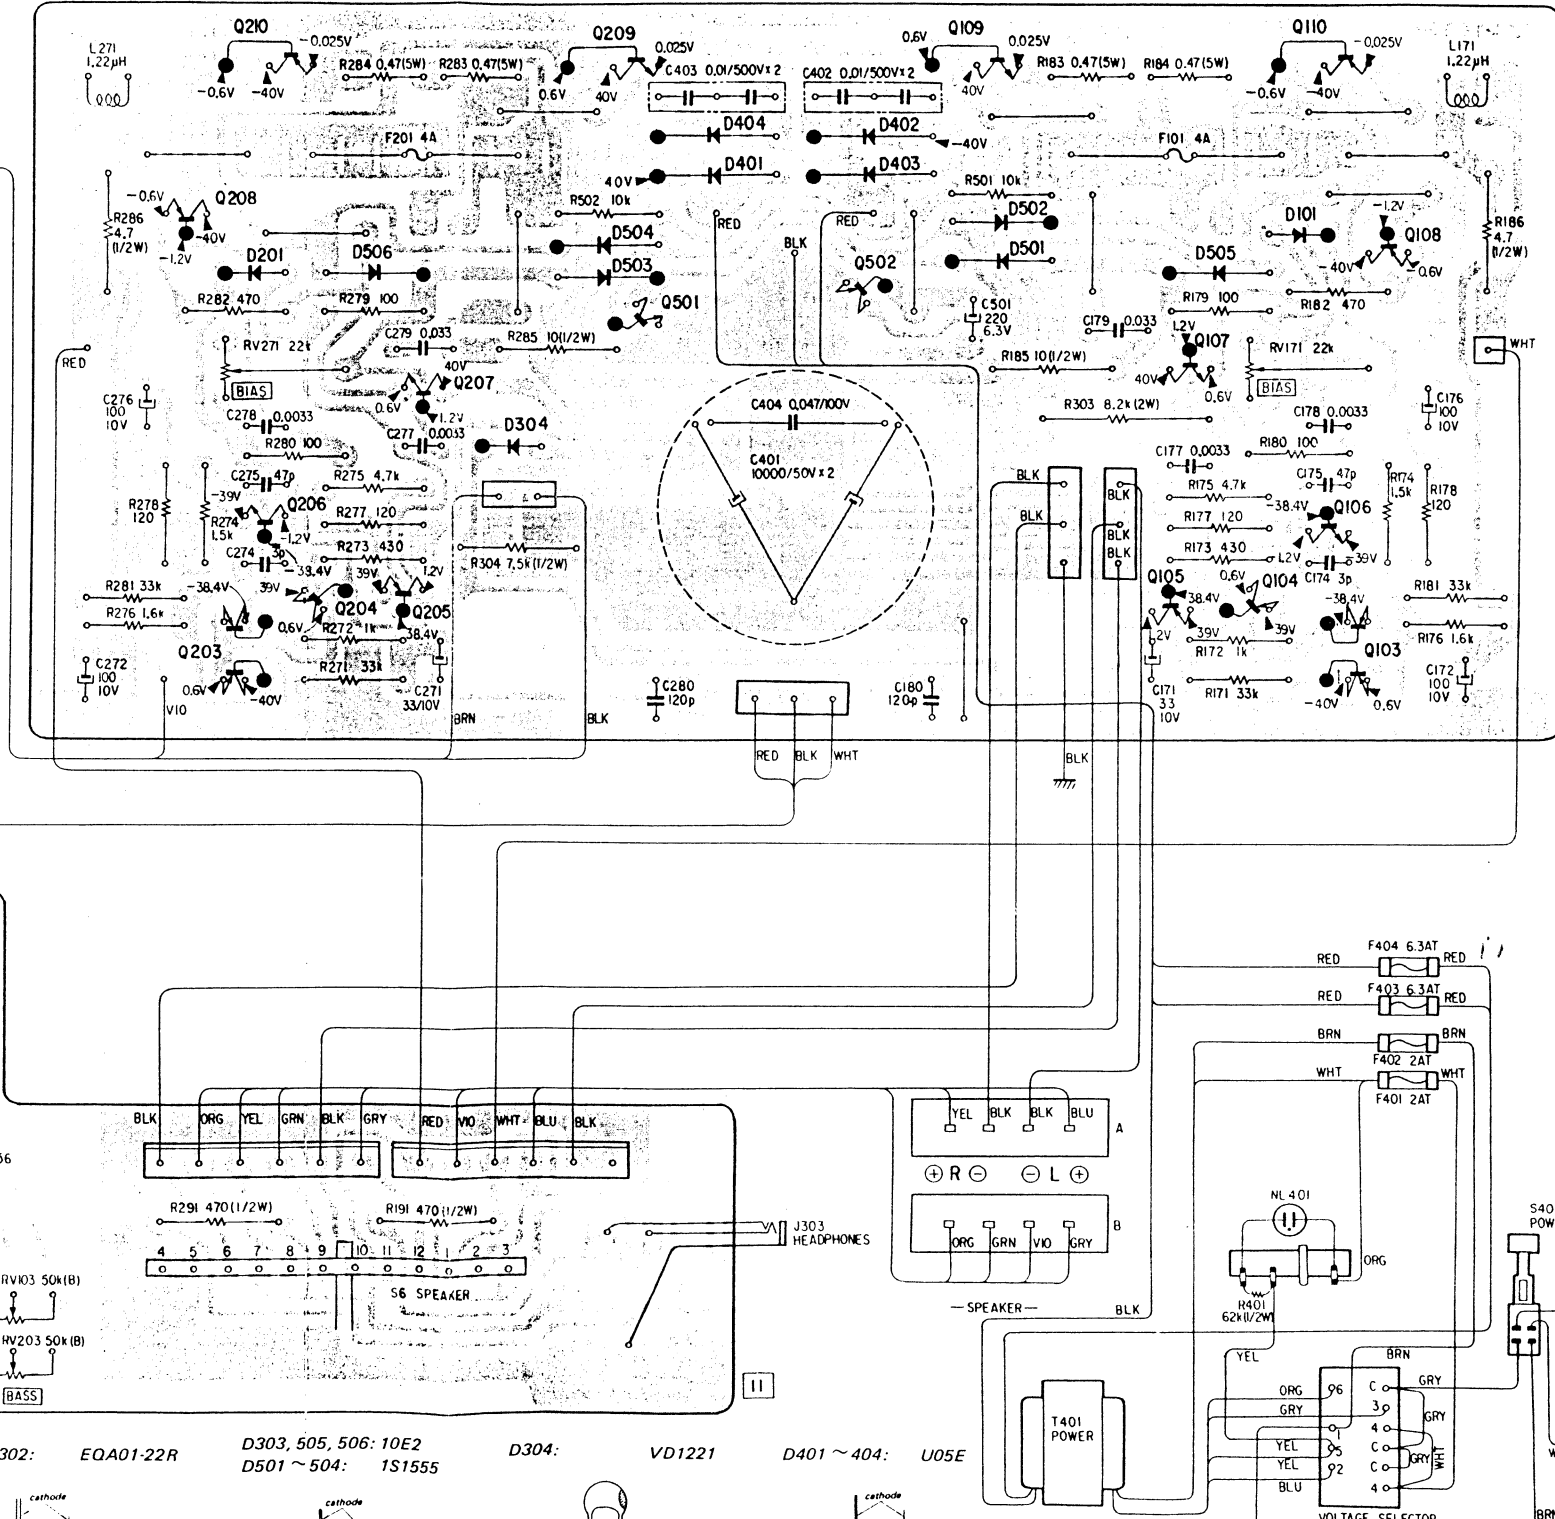 Q210
-0.025V
Q209
0.025V
0.6V
Q109
0.025V
Q110
-0.025V
L271
1.22μH
R284 0.47(5W)
R283 0.47(5W)
C403 0.01/500V×2
C402 0.01/500V×2
R183 0.47(5W)
R184 0.47(5W)
L171
1.22μH
-0.6V
-40V
0.6V
40V
40V
-0.6V
-40V
D404
D402
-40V
F201 4A
F101 4A
D401
D403
40V
-0.6V
Q208
R286
4.7
(1/2W)
-40V
-1.2V
R502 10k
RED
RED
R501 10k
D502
D101
-1.2V
Q108
R186
4.7
(1/2W)
D201
D506
D504
BLK
D501
D505
-40V
0.6V
D503
Q502
R282 470
R279 100
Q501
C501
220
6.3V
R179 100
R182 470
RED
RV271 22k
C279 0.033
R285 10(1/2W)
C179 0.033
1.2V
Q107
RV171 22k
WHT
BIAS
40V
Q207
R185 10(1/2W)
40V
0.6V
BIAS
C276
100
10V
0.6V
1.2V
C404 0.047/100V
R303 8.2k(2W)
C176
100
10V
C278 0.0033
C277 0.0033
D304
C178 0.0033
R280 100
C401
10000/50V×2
R180 100
C275 47p
R275 4.7k
BLK
BLK
C177 0.0033
C175 47p
R174
1.5k
R178
120
R278
120
-39V
Q206
R274
1.5k
-1.2V
R277 120
BLK
BLK
R175 4.7k
-38.4V
Q106
R177 120
C274 3p
R273 430
R304 7.5k(1/2W)
BLK
R173 430
1.2V
-39V
C174 3p
R281 33k
-38.4V
-38.4V
39V
39V
1.2V
Q105
38.4V
0.6V
Q104
-38.4V
R181 33k
R276 1.6k
Q204
Q205
0.6V
38.4V
R272 1k
.2V
39V
39V
R172 1k
R176 1.6k
Q203
Q103
C272
100
10V
0.6V
-40V
R271 33k
C271
33/10V
C280
120p
C180
120p
C171
33
10V
R171 33k
-40V
0.6V
C172
100
10V
VIO
BRN
BLK
RED
BLK
WHT
BLK
RED
F404 6.3AT
RED
RED
F403 6.3AT
RED
BRN
BRN
F402 2AT
WHT
WHT
F401 2AT
BLK
ORG
YEL
GRN
BLK
GRY
RED
VIO
WHT
BLU
BLK
YEL
BLK
BLK
BLU
A
56
+ R − − L +
R291 470(1/2W)
R191 470(1/2W)
J303
HEADPHONES
B
ORG
GRN
VIO
GRY
NL401
S40
POW
4 5 6 7 8 9 10 11 12 1 2 3
ORG
RV103 50k(B)
S6 SPEAKER
—SPEAKER—
BLK
R401
62k(1/2W)
RV203 50k(B)
YEL
BRN
BASS
11
ORG
6
C
GRY
GRY
3
T401
POWER
1
4
GRY
YEL
5
C
YEL
2
C
GRY
WHT
BLU
4
VOLTAGE SELECTOR
BRN
302: EQA01-22R
D303, 505, 506: 10E2
D501 ~ 504: 1S1555
D304: VD1221
D401 ~ 404: U05E
cathode
cathode
cathode